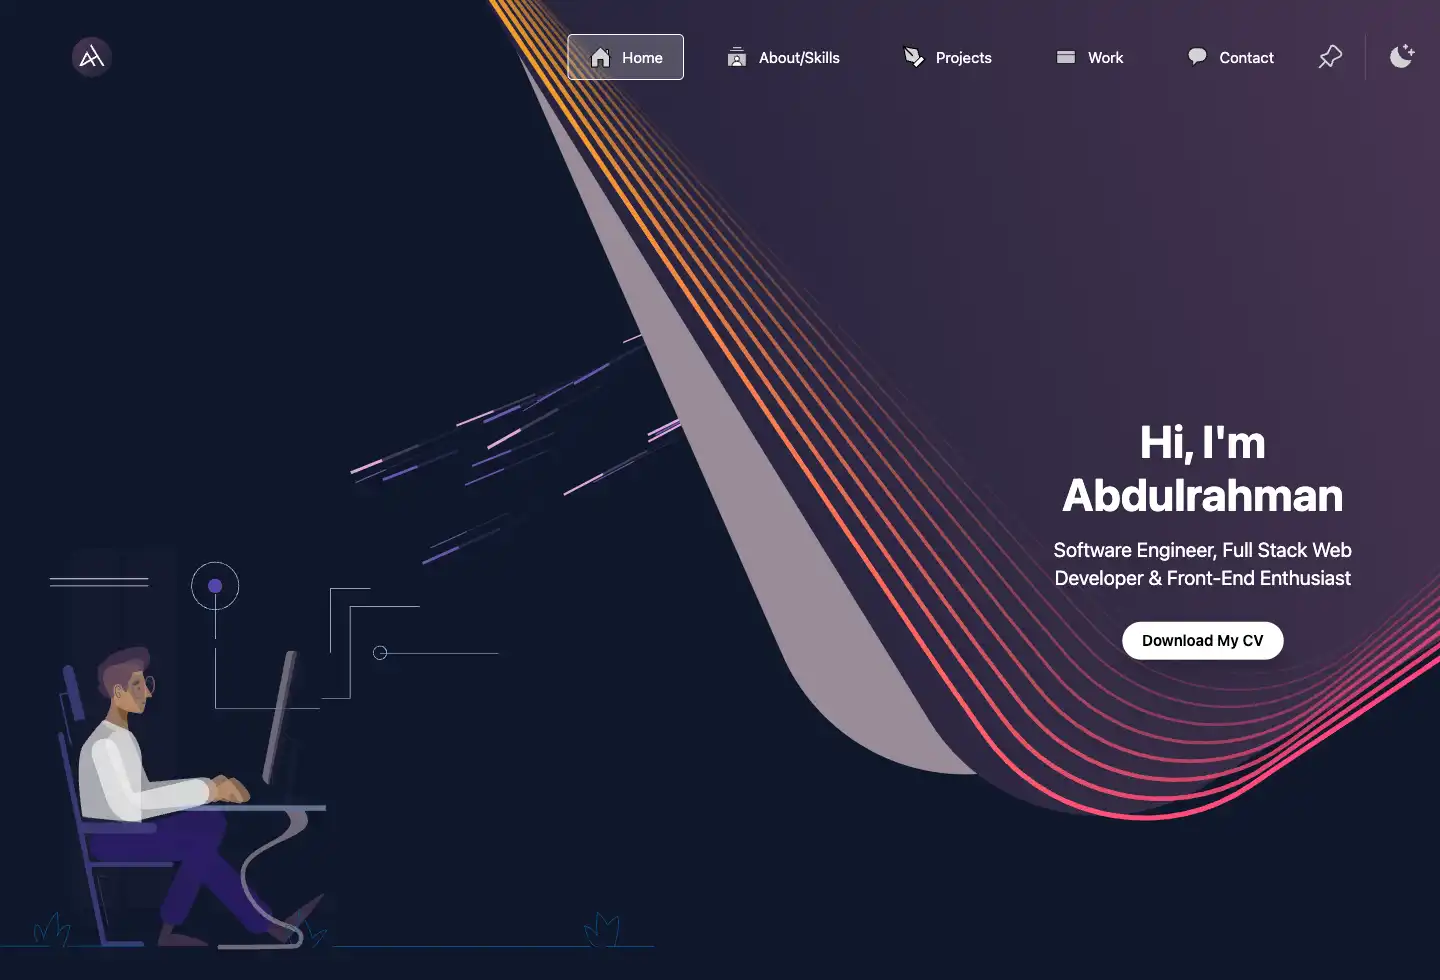 Home
About/Skills
Projects
Work
Contact
Hi, I'm
Abdulrahman
Software Engineer, Full Stack Web
Developer & Front-End Enthusiast
Download My CV